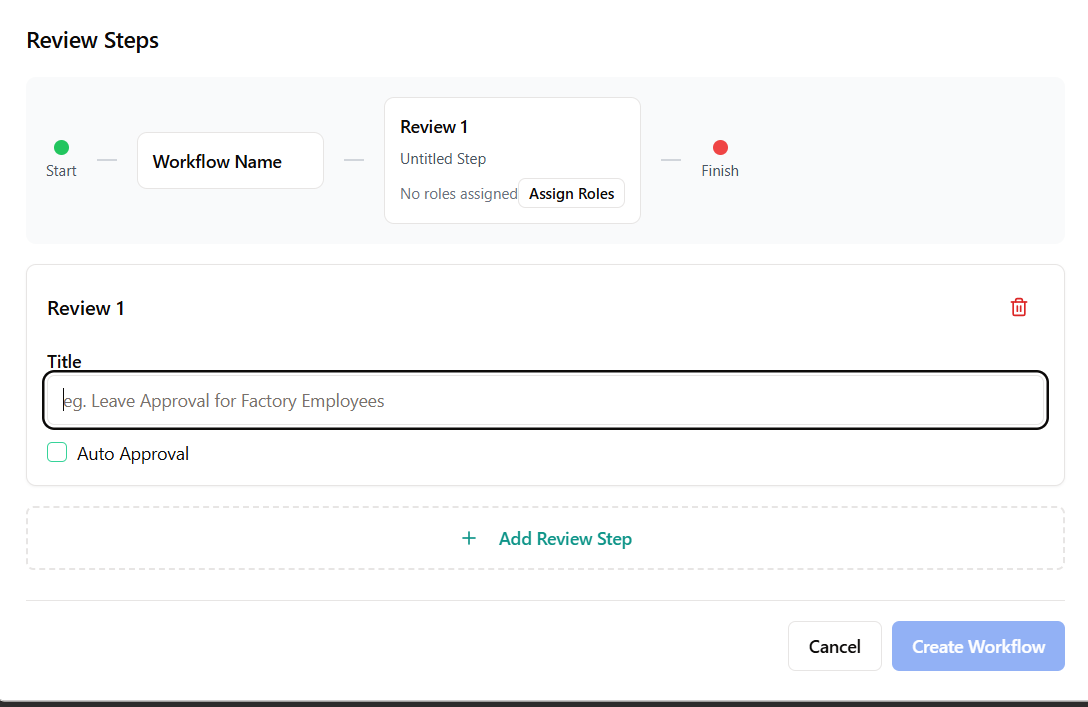 Review Steps
Start
Workflow Name
Review 1
Untitled Step
No roles assigned Assign Roles
Finish
Review 1
Title
eg. Leave Approval for Factory Employees
Auto Approval
+ Add Review Step
Cancel Create Workflow